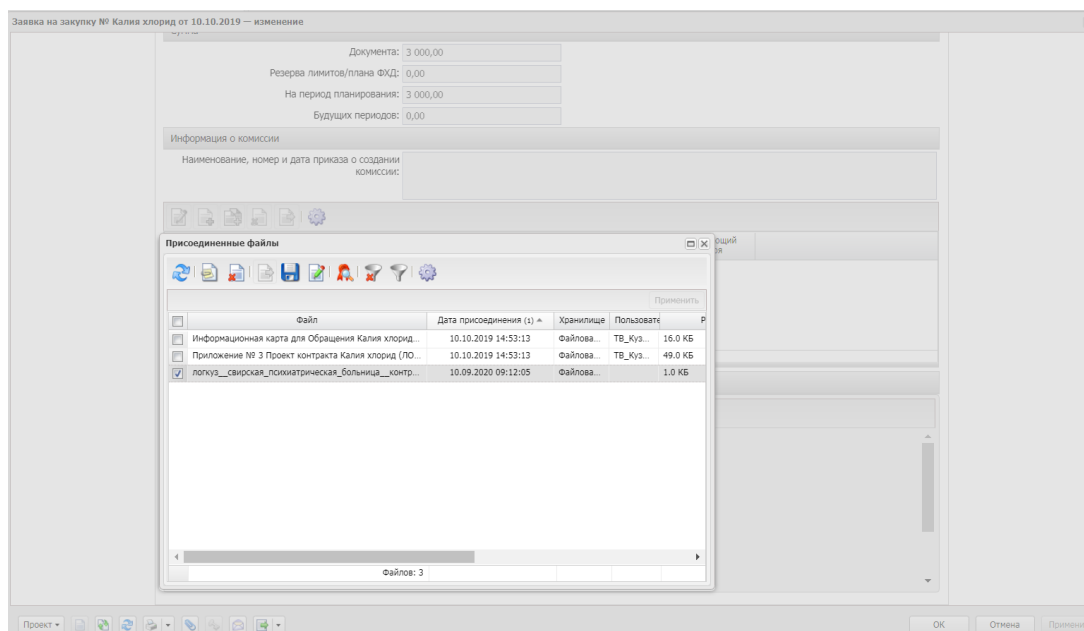 Заявка на закупку № Калия хлорид от 10.10.2019 — изменение
Документа: 3 000,00
Резерва лимитов/плана ФХД: 0,00
На период планирования: 3 000,00
Будущих периодов: 0,00
Информация о комиссии
Наименование, номер и дата приказа о создании
комиссии:
Присоединенные файлы
Применить
Файл Дата присоединения (1) Хранилище Пользовате Р
Информационная карта для Обращения Калия хлорид... 10.10.2019 14:53:13 Файлова... ТВ_Куз... 16.0 КБ
Приложение № 3 Проект контракта Калия хлорид (ЛО... 10.10.2019 14:53:13 Файлова... ТВ_Куз... 49.0 КБ
логкуз__свирская_психиатрическая_больница__контр... 10.09.2020 09:12:05 Файлова... 1.0 КБ
Файлов: 3
Проект ОК Отмена Примени